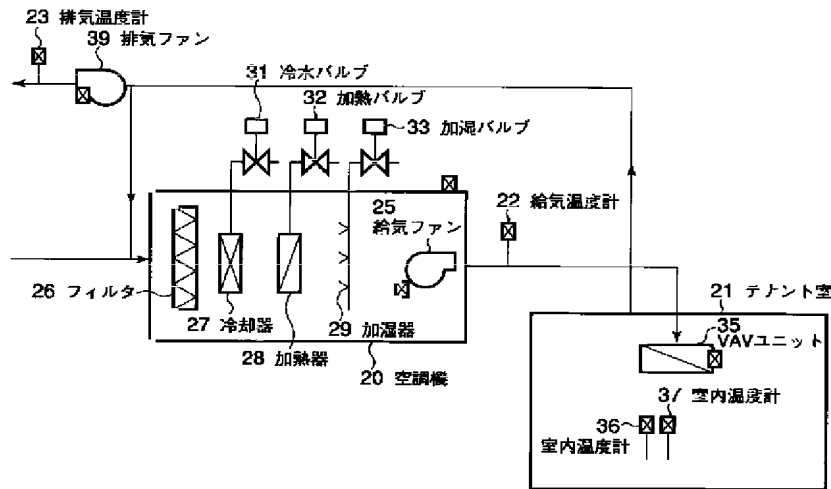 23 排気温度計
39 排気ファン
31 冷水バルブ
32 加熱バルブ
33 加湿バルブ
25
給気ファン
22 給気温度計
26 フィルタ
27 冷却器
28 加熱器
29 加湿器
20 空調機
21 テナント室
35
VAVユニット
37 室内温度計
36
室内温度計